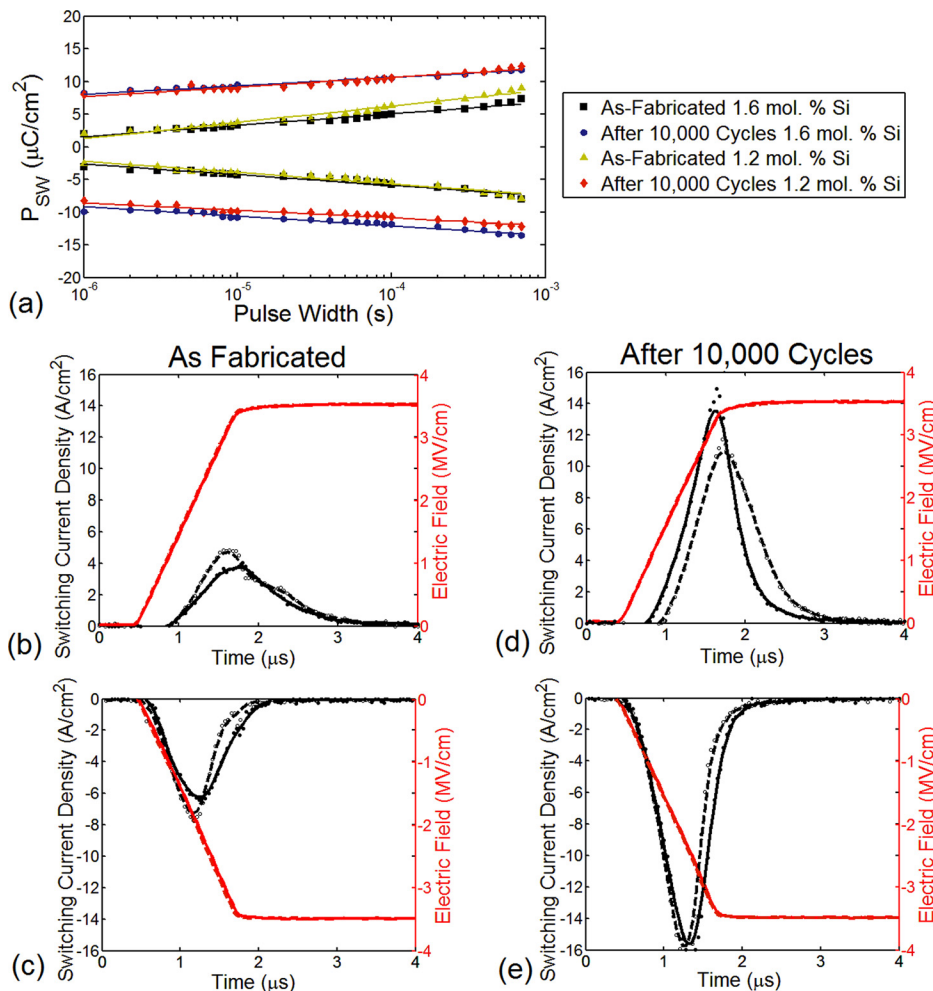 20
15
10
5
0
-5
-10
-15
-20
P_SW (μC/cm²)
10⁻⁶
10⁻⁵
10⁻⁴
10⁻³
Pulse Width (s)
(a)
As-Fabricated 1.6 mol. % Si
After 10,000 Cycles 1.6 mol. % Si
As-Fabricated 1.2 mol. % Si
After 10,000 Cycles 1.2 mol. % Si
As Fabricated
16
14
12
10
8
6
4
2
0
Switching Current Density (A/cm²)
4
3
2
1
0
Electric Field (MV/cm)
0 1 2 3 4
Time (μs)
(b)
After 10,000 Cycles
16
14
12
10
8
6
4
2
0
Switching Current Density (A/cm²)
4
3
2
1
0
Electric Field (MV/cm)
0 1 2 3 4
Time (μs)
(d)
0
-2
-4
-6
-8
-10
-12
-14
-16
Switching Current Density (A/cm²)
0
-1
-2
-3
-4
Electric Field (MV/cm)
0 1 2 3 4
Time (μs)
(c)
0
-2
-4
-6
-8
-10
-12
-14
-16
Switching Current Density (A/cm²)
0
-1
-2
-3
-4
Electric Field (MV/cm)
0 1 2 3 4
Time (μs)
(e)